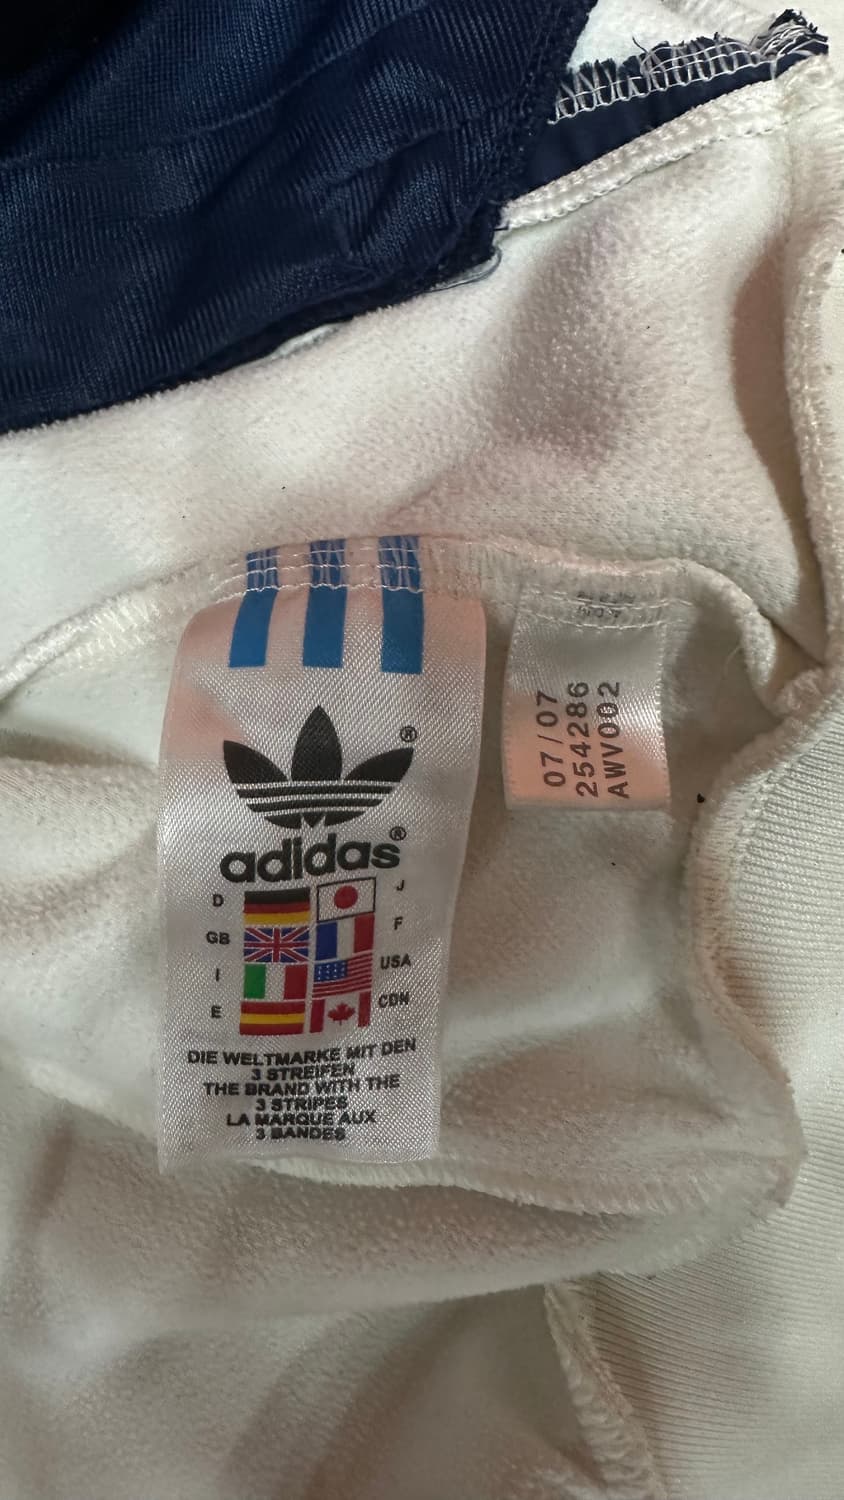 ®
adidas®
D
J
GB
F
I
USA
E
CDN
DIE WELTMARKE MIT DEN
3 STREIFEN
THE BRAND WITH THE
3 STRIPES
LA MARQUE AUX
3 BANDES
07/07
254286
AWV002